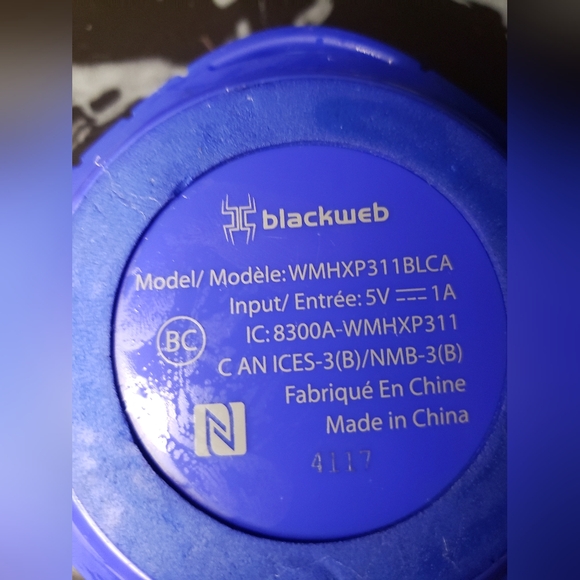 blackweb
Model/ Modèle: WMHXP311BLCA
Input/ Entrée: 5V ⎓ 1A
IC: 8300A-WMHXP311
BC
C AN ICES-3(B)/NMB-3(B)
Fabriqué En Chine
Made in China
N
4117